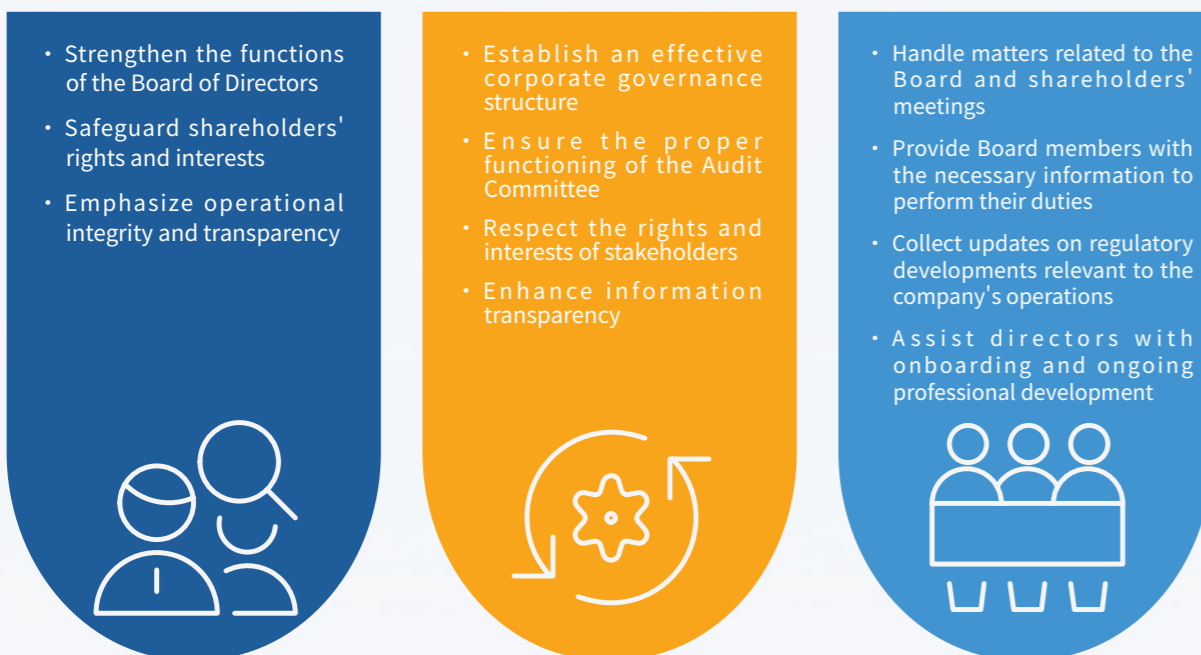 • Strengthen the functions
of the Board of Directors
• Safeguard shareholders'
rights and interests
• Emphasize operational
integrity and transparency
• Establish an effective
corporate governance
structure
• Ensure the proper
functioning of the Audit
Committee
• Respect the rights and
interests of stakeholders
• Enhance information
transparency
• Handle matters related to the
Board and shareholders'
meetings
• Provide Board members with
the necessary information to
perform their duties
• Collect updates on regulatory
developments relevant to the
company's operations
• Assist directors with
onboarding and ongoing
professional development